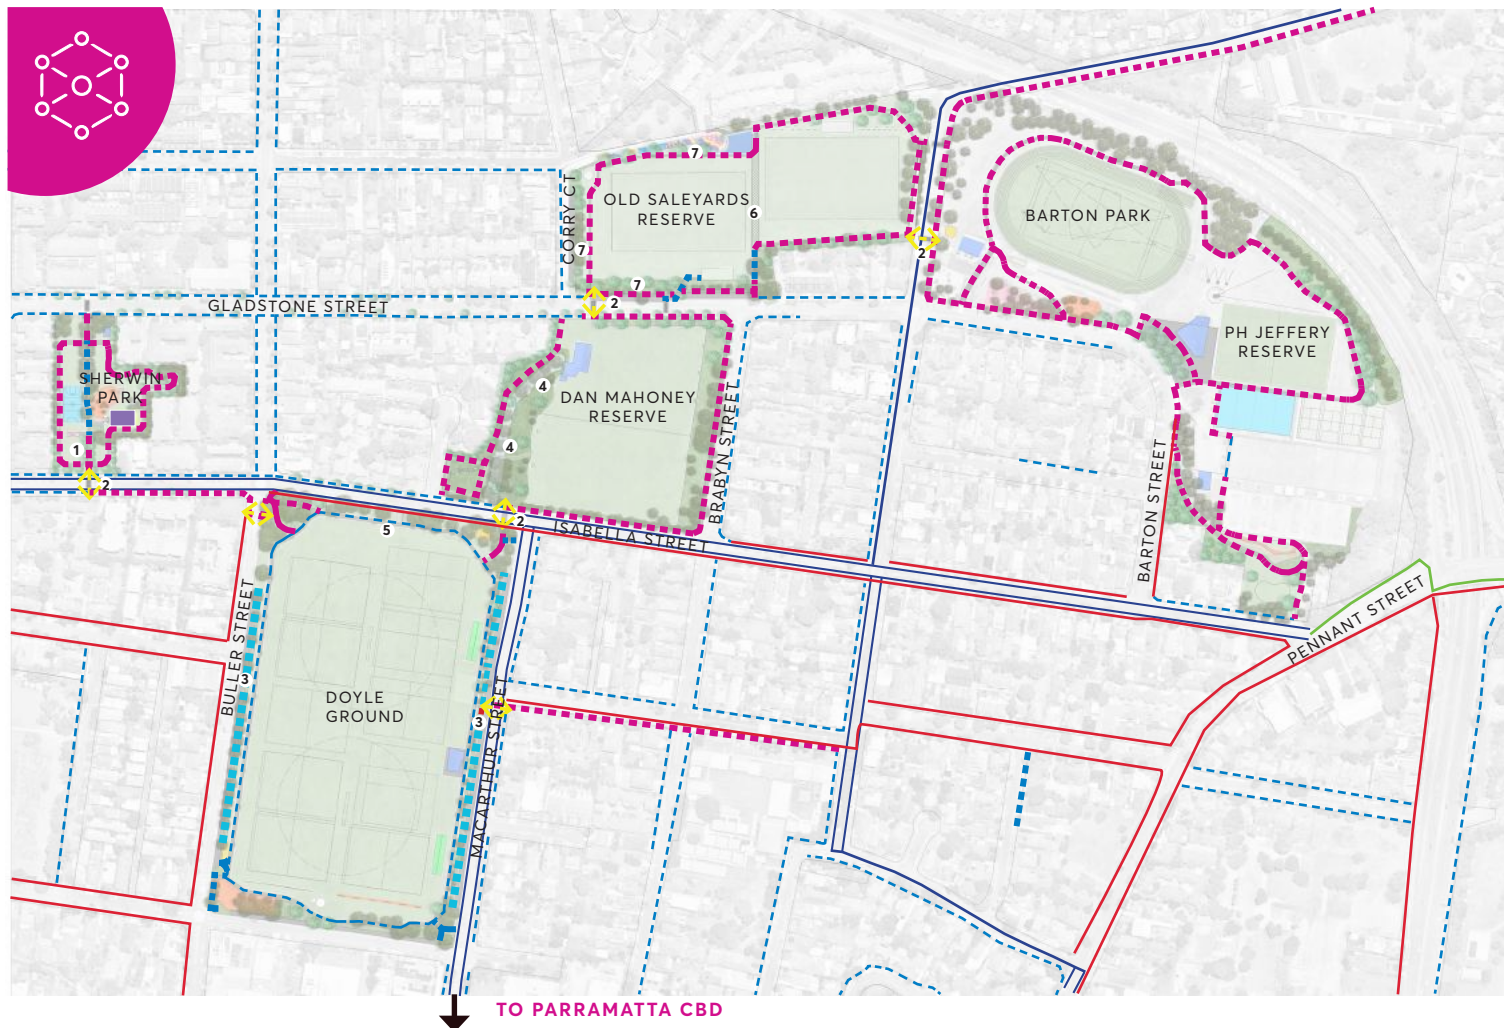 7
CORRY CT
OLD SALEYARDS
RESERVE
6
7
7
2
BARTON PARK
2
GLADSTONE STREET
PH JEFFERY
RESERVE
SHERWIN
PARK
4
DAN MAHONEY
RESERVE
BRABYN STREET
1
4
2
BARTON STREET
2
5
ISABELLA STREET
PENNANT STREET
BULLER STREET
3
DOYLE
GROUND
3
MACARTHUR STREET
TO PARRAMATTA CBD